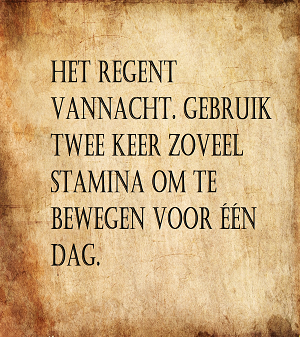 HET REGENT
VANNACHT. GEBRUIK
TWEE KEER ZOVEEL
STAMINA OM TE
BEWEGEN VOOR ÉÉN
DAG.